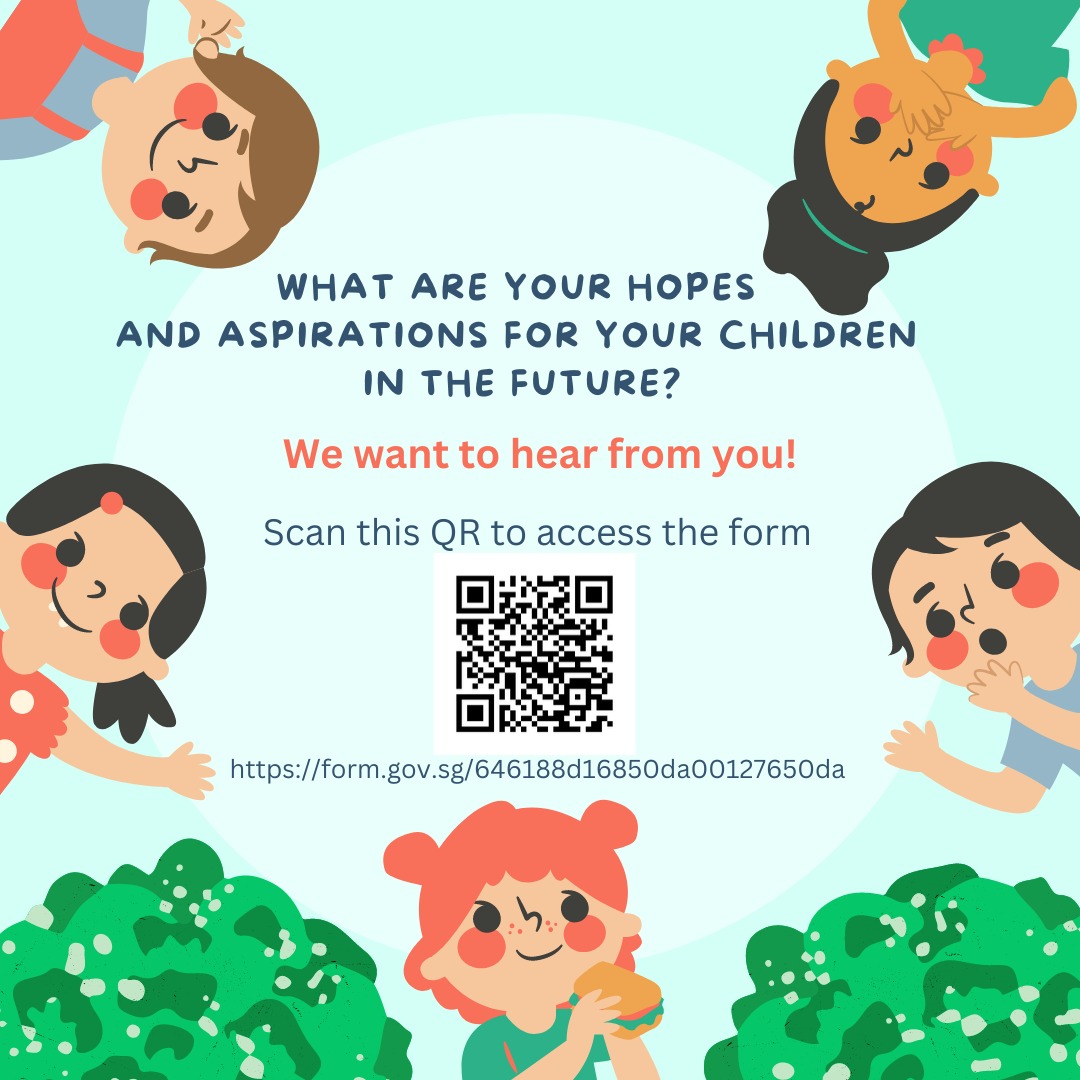 WHAT ARE YOUR HOPES
AND ASPIRATIONS FOR YOUR CHILDREN
IN THE FUTURE?
We want to hear from you!
Scan this QR to access the form
https://form.gov.sg/646188d16850da00127650da